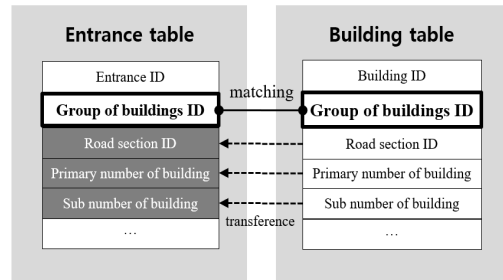 Entrance table
Entrance ID
Group of buildings ID
Road section ID
Primary number of building
Sub number of building
…
matching
transference
Building table
Building ID
Group of buildings ID
Road section ID
Primary number of building
Sub number of building
…